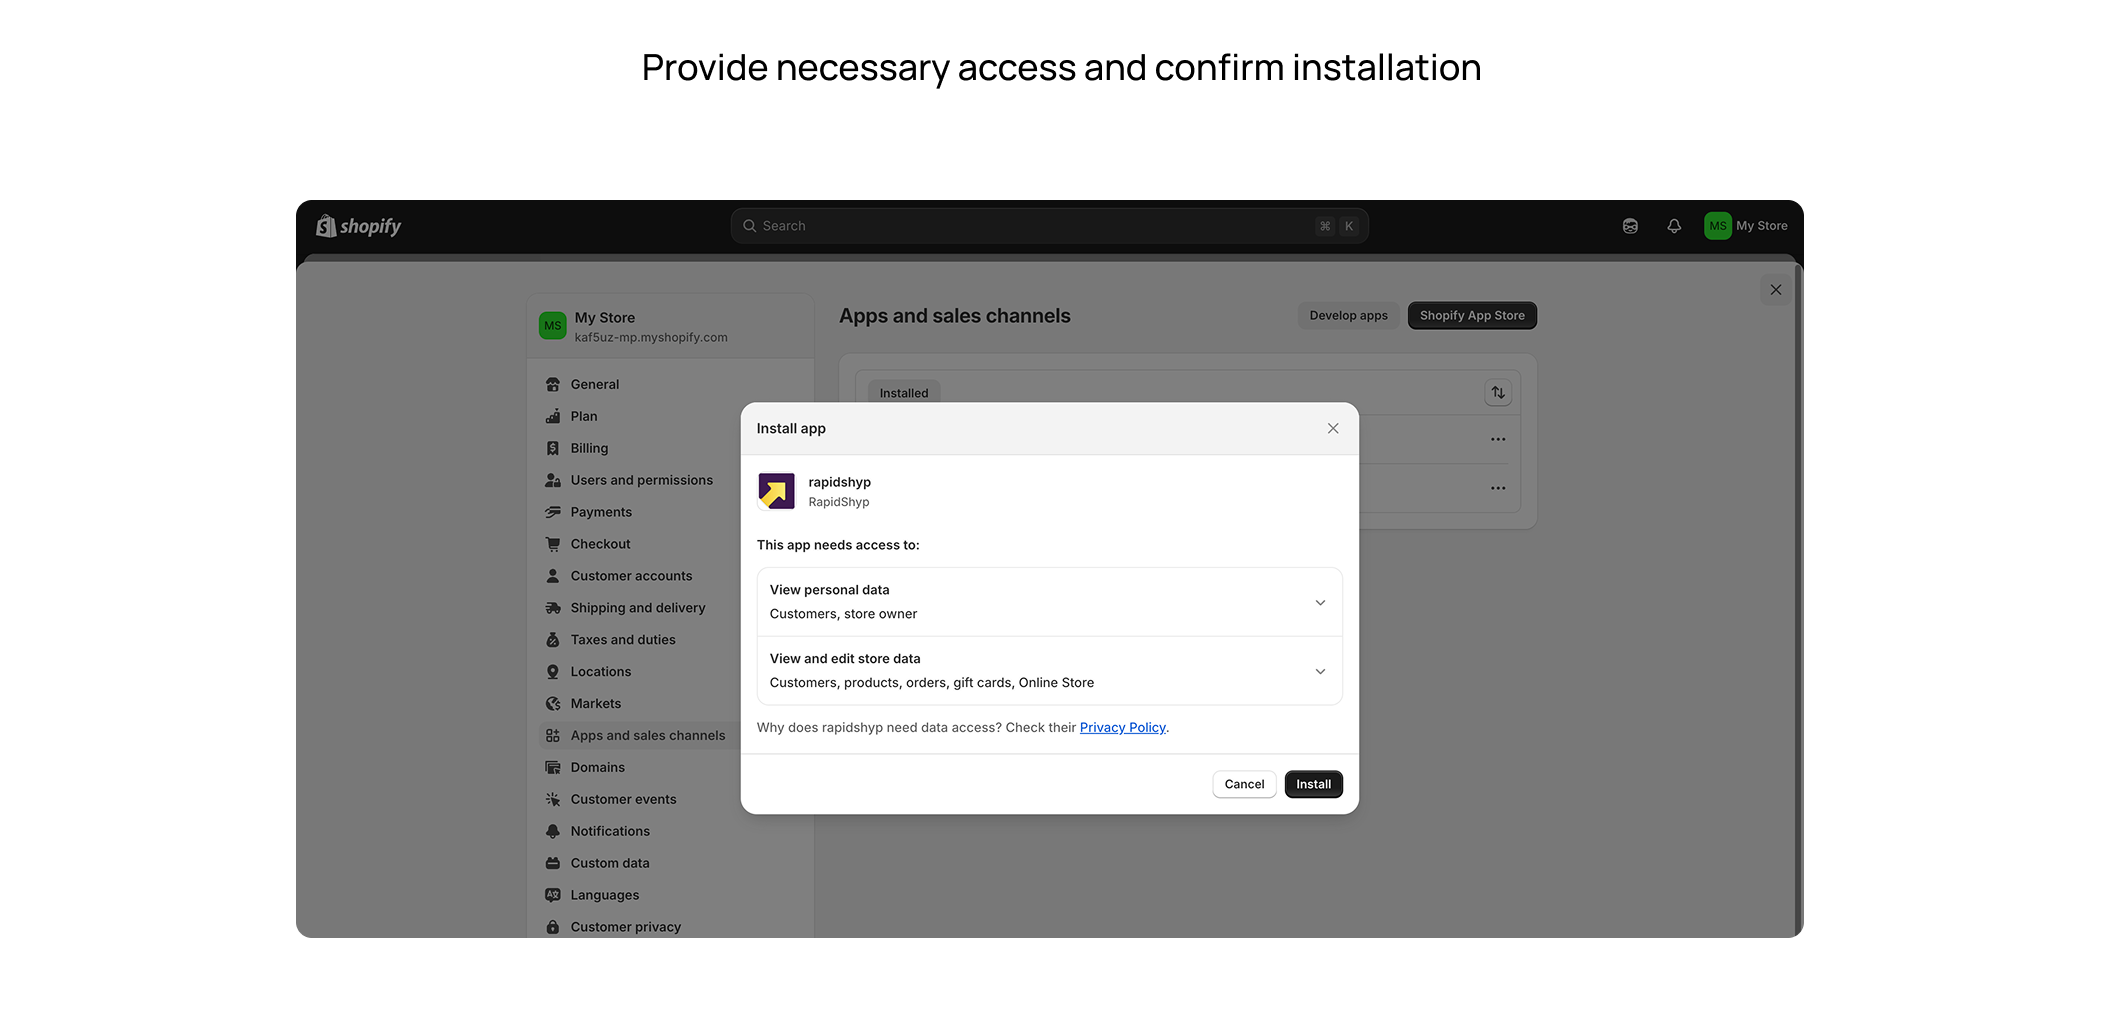 Provide necessary access and confirm installation
shopify
Search
⌘ K
MS My Store
MS
My Store
kaf5uz-mp.myshopify.com
General
Plan
Billing
Users and permissions
Payments
Checkout
Customer accounts
Shipping and delivery
Taxes and duties
Locations
Markets
Apps and sales channels
Domains
Customer events
Notifications
Custom data
Languages
Customer privacy
Apps and sales channels
Develop apps
Shopify App Store
Installed
Install app
rapidshyp
RapidShyp
This app needs access to:
View personal data
Customers, store owner
View and edit store data
Customers, products, orders, gift cards, Online Store
Why does rapidshyp need data access? Check their Privacy Policy.
Cancel
Install